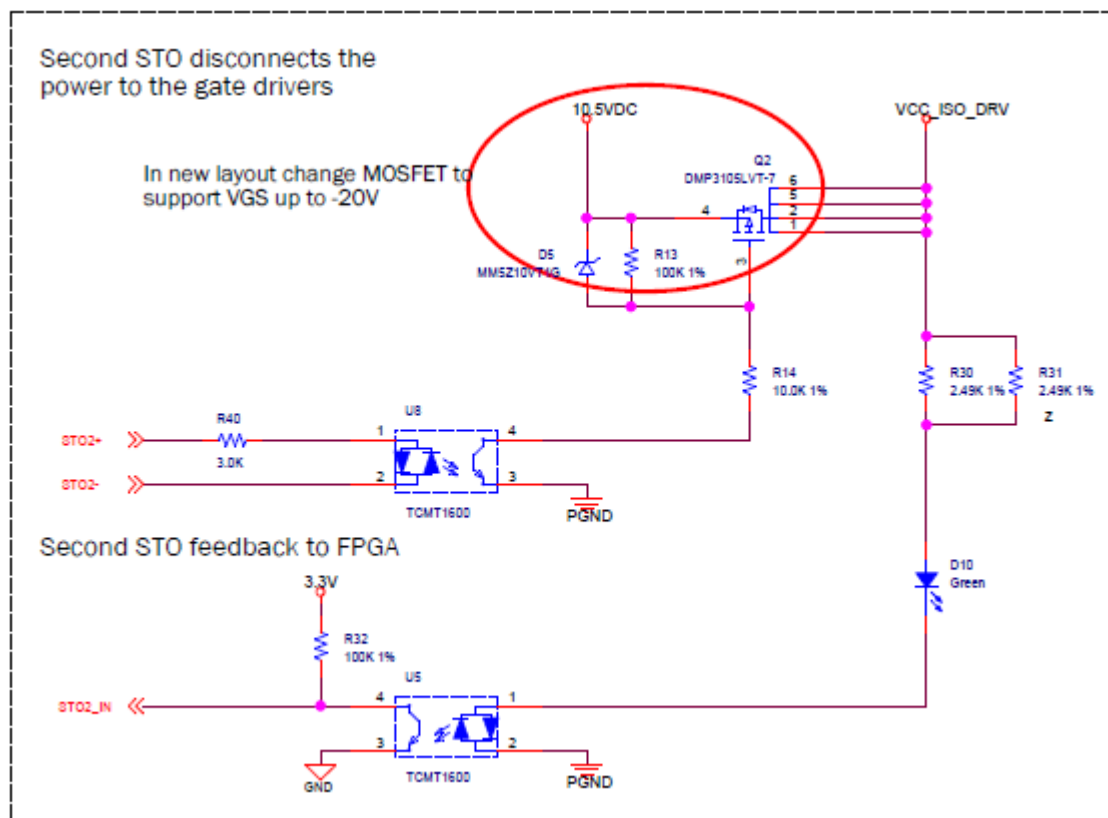 Second STO disconnects the
power to the gate drivers
10.5VDC
VCC_ISO_DRV
In new layout change MOSFET to
support VGS up to -20V
Q2
DMP3105LVT-7
6
5
4
2
1
D5
MM5Z10VT1G
R13
100K 1%
3
R14
10.0K 1%
R30
2.49K 1%
R31
2.49K 1%
Z
R40
U8
STO2+
1
4
3.0K
STO2-
2
3
TCMT1600
PGND
Second STO feedback to FPGA
3.3V
D10
Green
R32
100K 1%
U5
STO2_IN
4
1
3
2
GND
TCMT1600
PGND